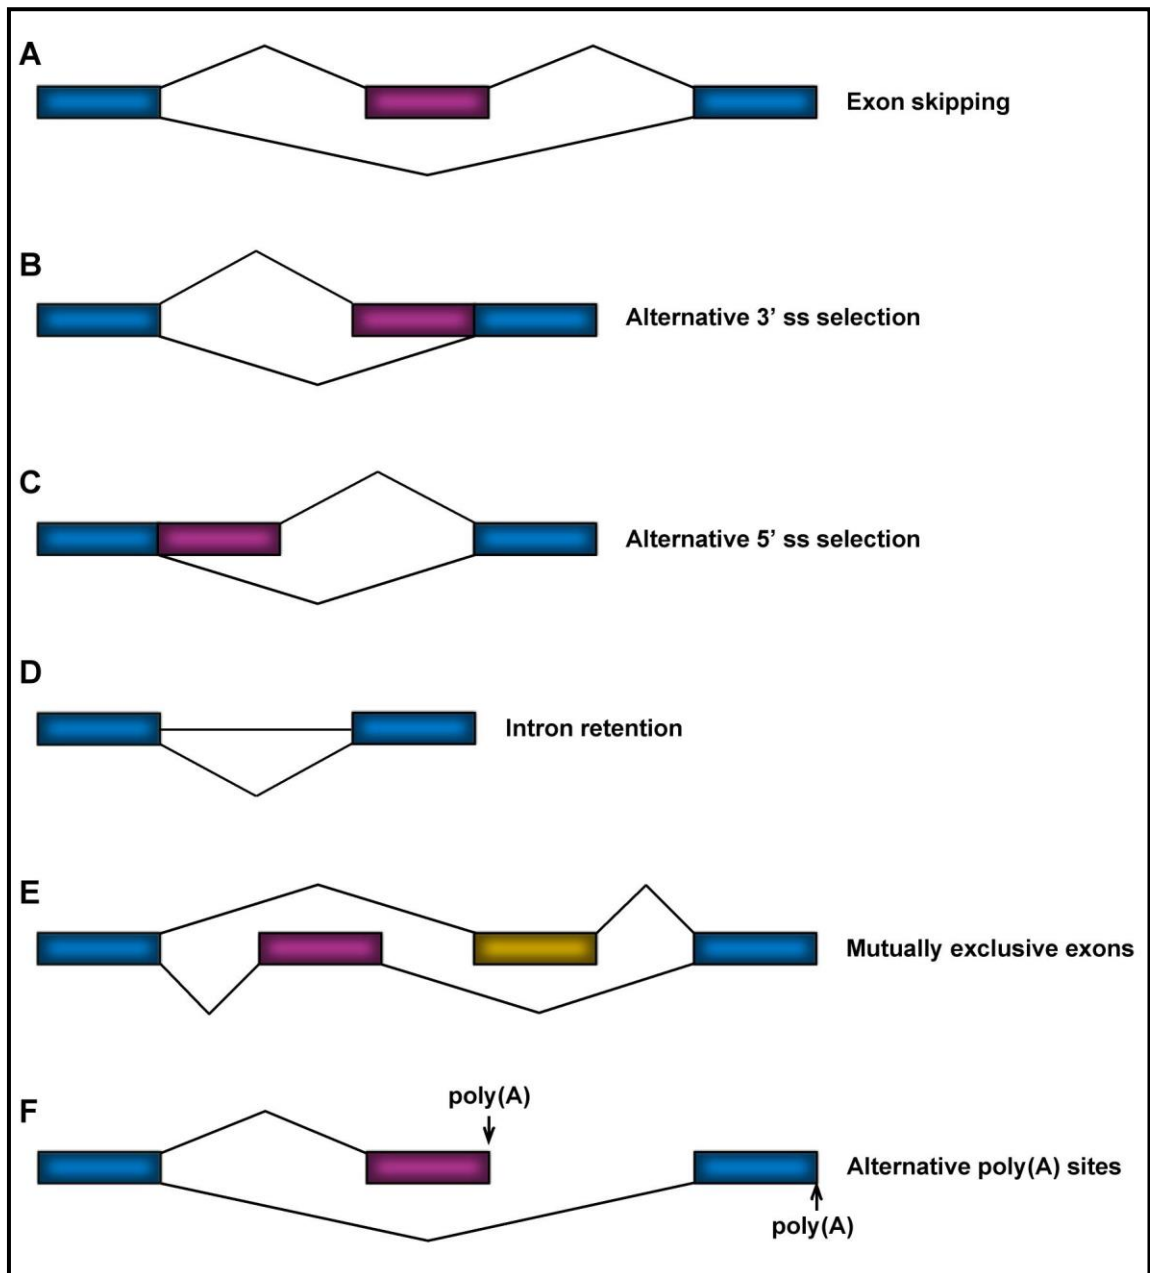 A
Exon skipping
B
Alternative 3’ ss selection
C
Alternative 5’ ss selection
D
Intron retention
E
Mutually exclusive exons
poly(A)
F
Alternative poly(A) sites
poly(A)